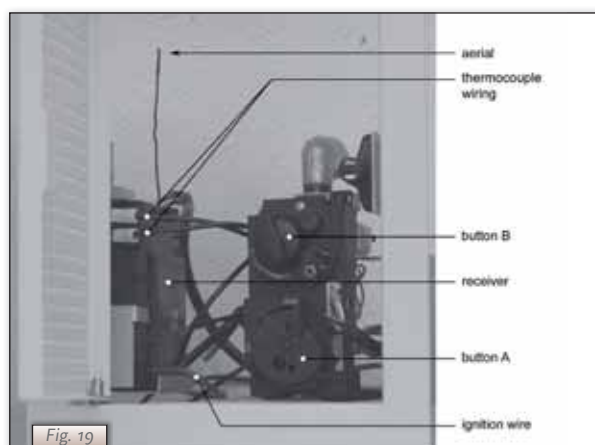 aerial
thermocouple
wiring
button B
receiver
button A
ignition wire
Fig. 19